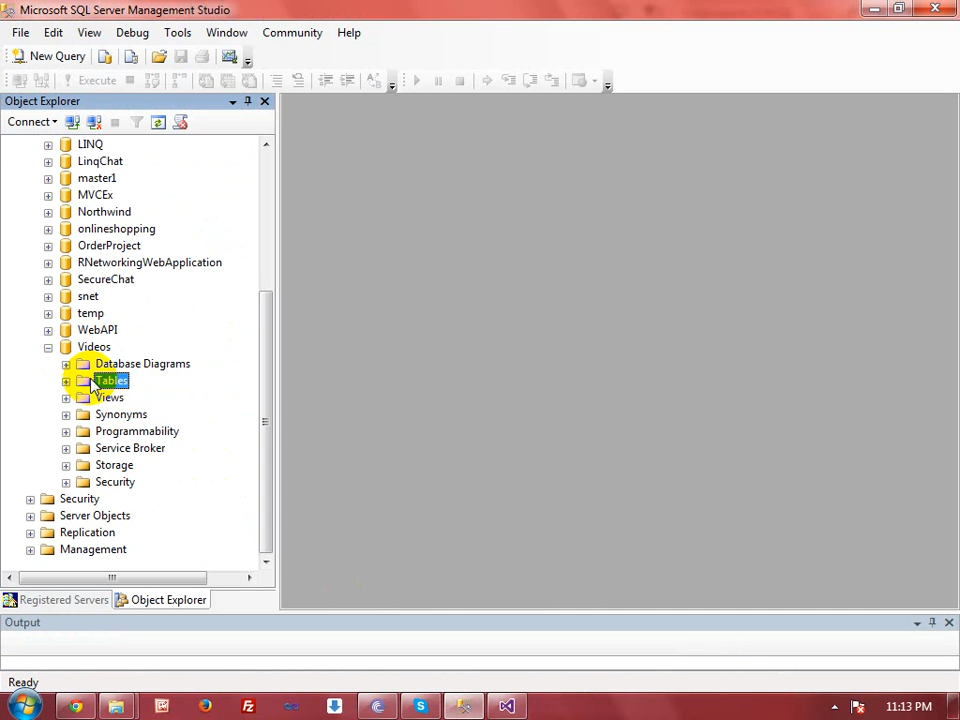 Microsoft SQL Server Management Studio
File Edit View Debug Tools Window Community Help
New Query
Execute
Object Explorer
Connect
LINQ
LinqChat
master1
MVCEx
Northwind
onlineshopping
OrderProject
RNetworkingWebApplication
SecureChat
snet
temp
WebAPI
Videos
Database Diagrams
Tables
Views
Synonyms
Programmability
Service Broker
Storage
Security
Security
Server Objects
Replication
Management
Registered Servers Object Explorer
Output
Ready
11:13 PM